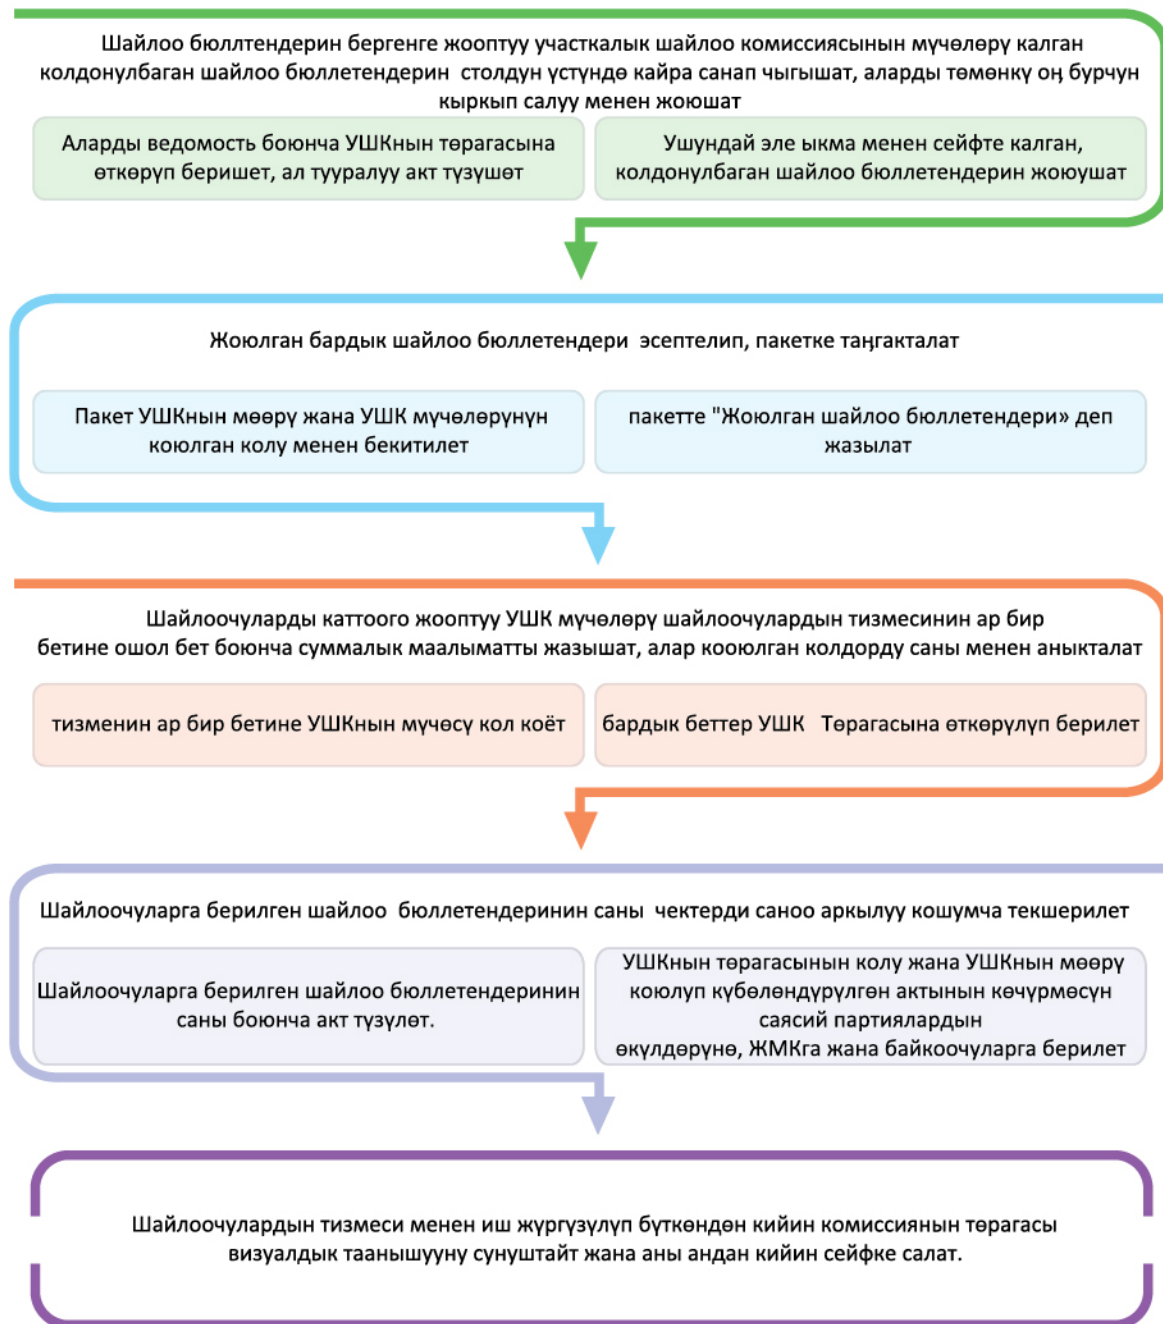 Шайлоо бюллтендерин бергенге жооптуу участкалык шайлоо комиссиясынын мүчөлөрү калган
колдонулбаган шайлоо бюллетендерин столдун үстүндө кайра санап чыгышат, аларды төмөнкү оң бурчун
кыркып салуу менен жоюшат
Аларды ведомость боюнча УШКнын төрагасына
өткөрүп беришет, ал тууралуу акт түзүшөт
Ушундай эле ыкма менен сейфте калган,
колдонулбаган шайлоо бюллетендерин жоюушат
Жоюлган бардык шайлоо бюллетендери эсептелип, пакетке таңгакталат
Пакет УШКнын мөөрү жана УШК мүчөлөрүнүн
коюлган колу менен бекитилет
пакетте "Жоюлган шайлоо бюллетендери» деп
жазылат
Шайлоочуларды каттоого жооптуу УШК мүчөлөрү шайлоочулардын тизмесинин ар бир
бетине ошол бет боюнча суммалык маалыматты жазышат, алар кооюлган колдорду саны менен аныкталат
тизменин ар бир бетине УШКнын мүчөсү кол коёт
бардык беттер УШК Төрагасына өткөрүлүп берилет
Шайлоочуларга берилген шайлоо бюллетендеринин саны чектерди саноо аркылуу кошумча текшерилет
Шайлоочуларга берилген шайлоо бюллетендеринин
саны боюнча акт түзүлөт.
УШКнын төрагасынын колу жана УШКнын мөөрү
коюлуп күбөлөндүрүлгөн актынын көчүрмөсүн
саясий партиялардын
өкүлдөрүнө, ЖМКга жана байкоочуларга берилет
Шайлоочулардын тизмеси менен иш жүргүзүлүп бүткөндөн кийин комиссиянын төрагасы
визуалдык таанышууну сунуштайт жана аны андан кийин сейфке салат.